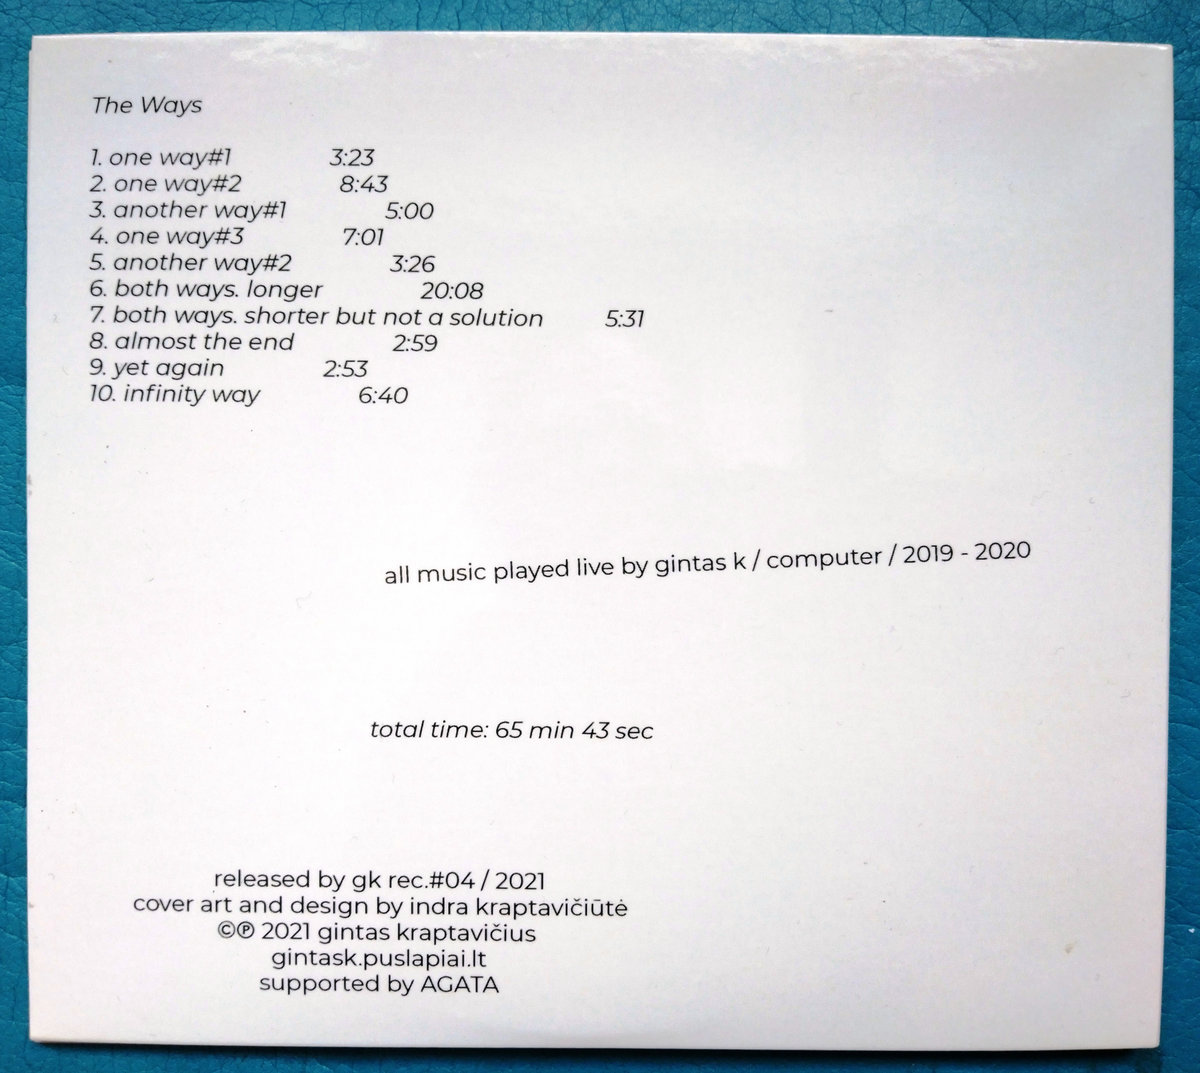 The Ways
1. one way#1 3:23
2. one way#2 8:43
3. another way#1 5:00
4. one way#3 7:01
5. another way#2 3:26
6. both ways. longer 20:08
7. both ways. shorter but not a solution 5:31
8. almost the end 2:59
9. yet again 2:53
10. infinity way 6:40
all music played live by gintas k / computer / 2019 - 2020
total time: 65 min 43 sec
released by gk rec.#04 / 2021
cover art and design by indra kraptavičiūtė
©℗ 2021 gintas kraptavičius
gintask.puslapiai.lt
supported by AGATA